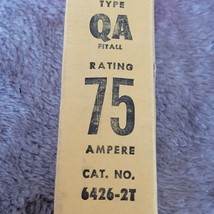 TYPE
QA
FITALL
RATING
75
AMPERE
CAT. NO.
6426-2T